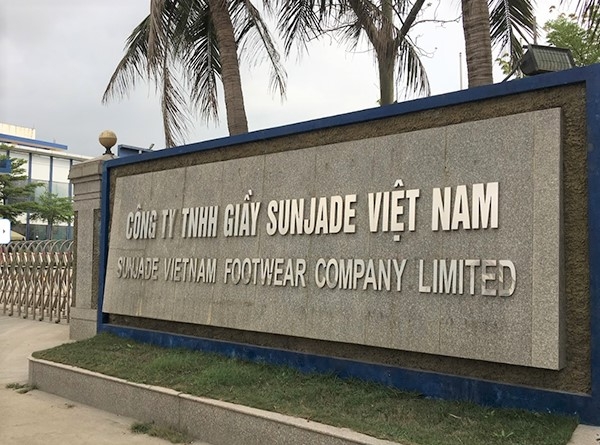 CÔNG TY TNHH GIẦY SUNJADE VIỆT NAM
SUNJADE VIETNAM FOOTWEAR COMPANY LIMITED